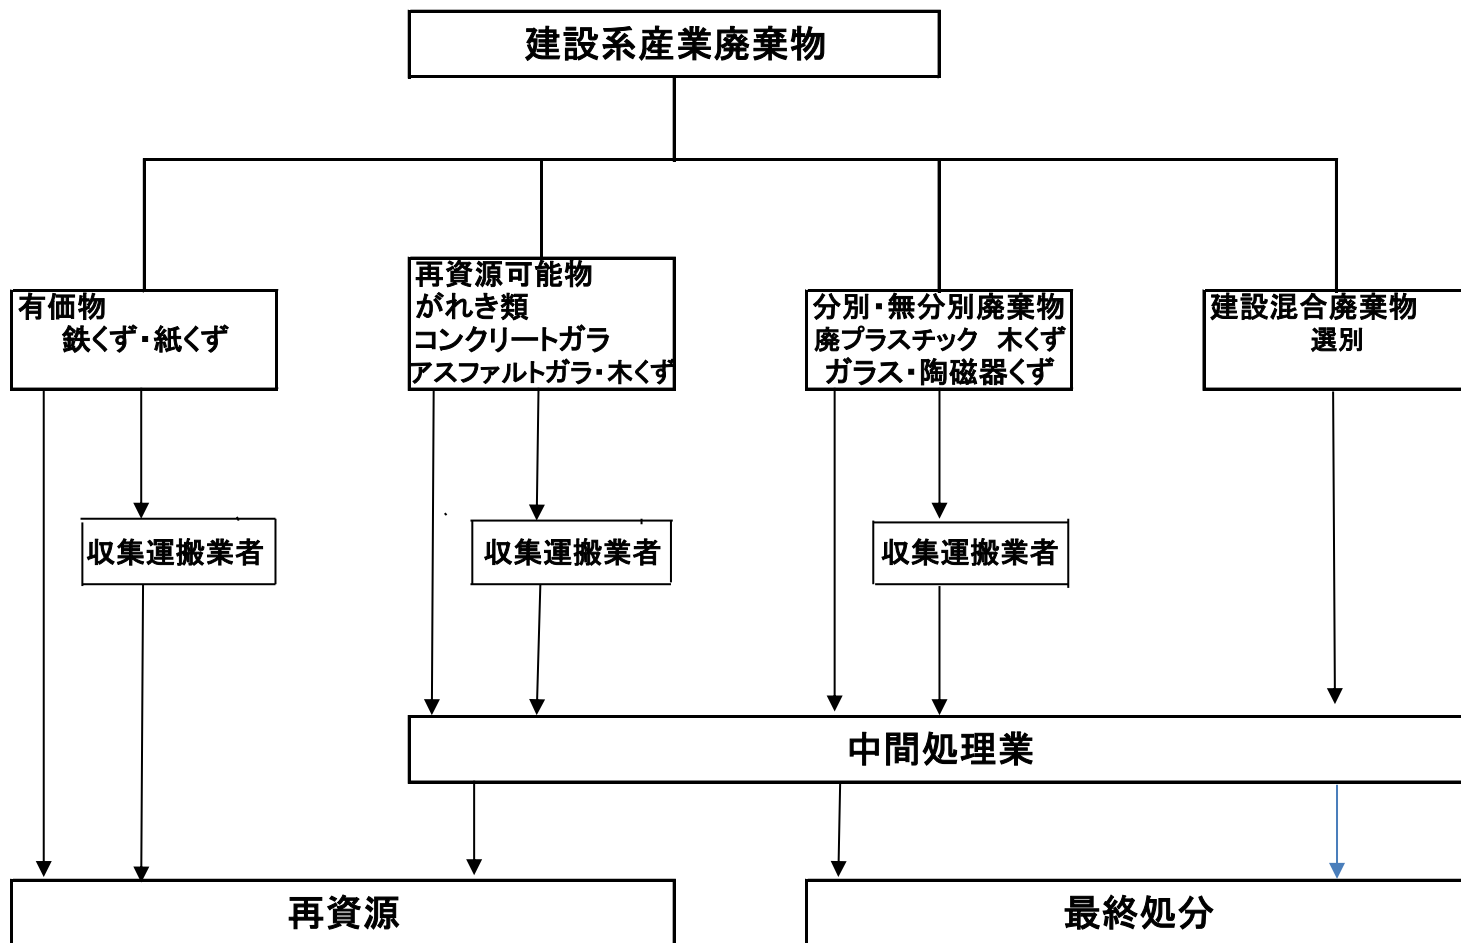 建設系産業廃棄物
有価物
鉄くず・紙くず
再資源可能物
がれき類
コンクリートガラ
アスファルトガラ・木くず
分別・無分別廃棄物
廃プラスチック　木くず
ガラス・陶磁器くず
建設混合廃棄物
選別
収集運搬業者
収集運搬業者
収集運搬業者
中間処理業
再資源
最終処分